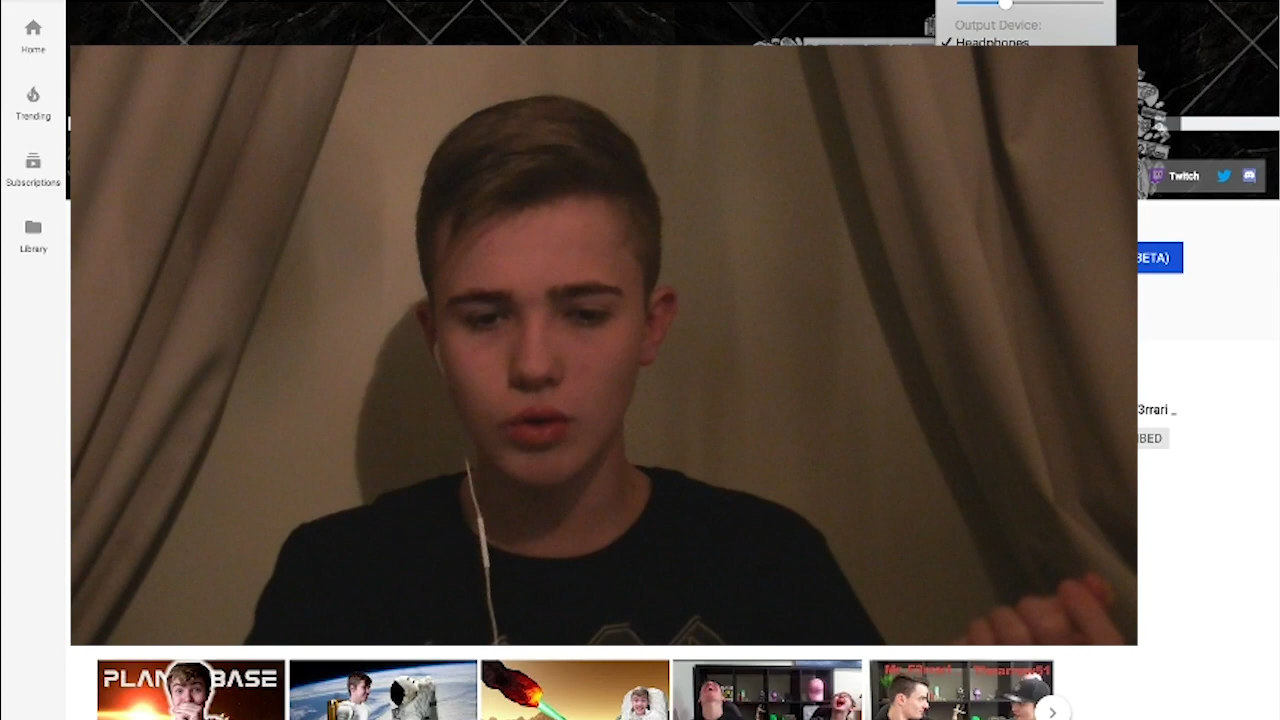 Output Device:
✓ Headphones
Home
Trending
Subscriptions
Library
Twitch
BETA)
3rrari _
BED
PLAN BASE